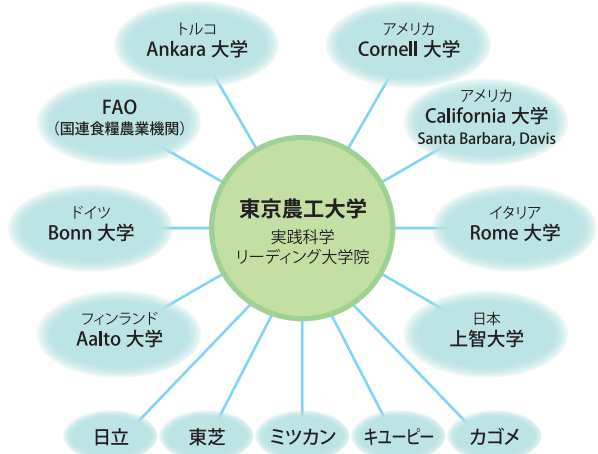 トルコ
Ankara 大学
アメリカ
Cornell 大学
FAO
（国連食糧農業機関）
アメリカ
California 大学
Santa Barbara, Davis
東京農工大学
実践科学
リーディング大学院
ドイツ
Bonn 大学
イタリア
Rome 大学
フィンランド
Aalto 大学
日本
上智大学
日立
東芝
ミツカン
キユーピー
カゴメ